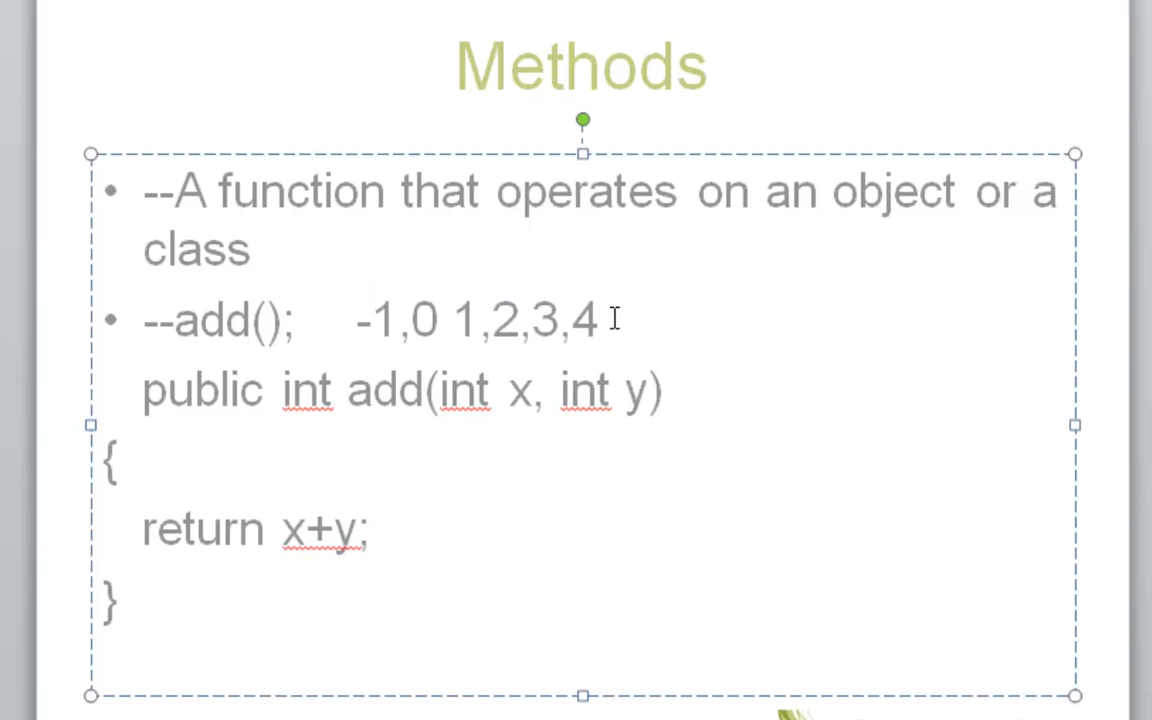 Methods
• --A function that operates on an object or a
class
• --add(); -1,0 1,2,3,4
public int add(int x, int y)
{
return x+y;
}